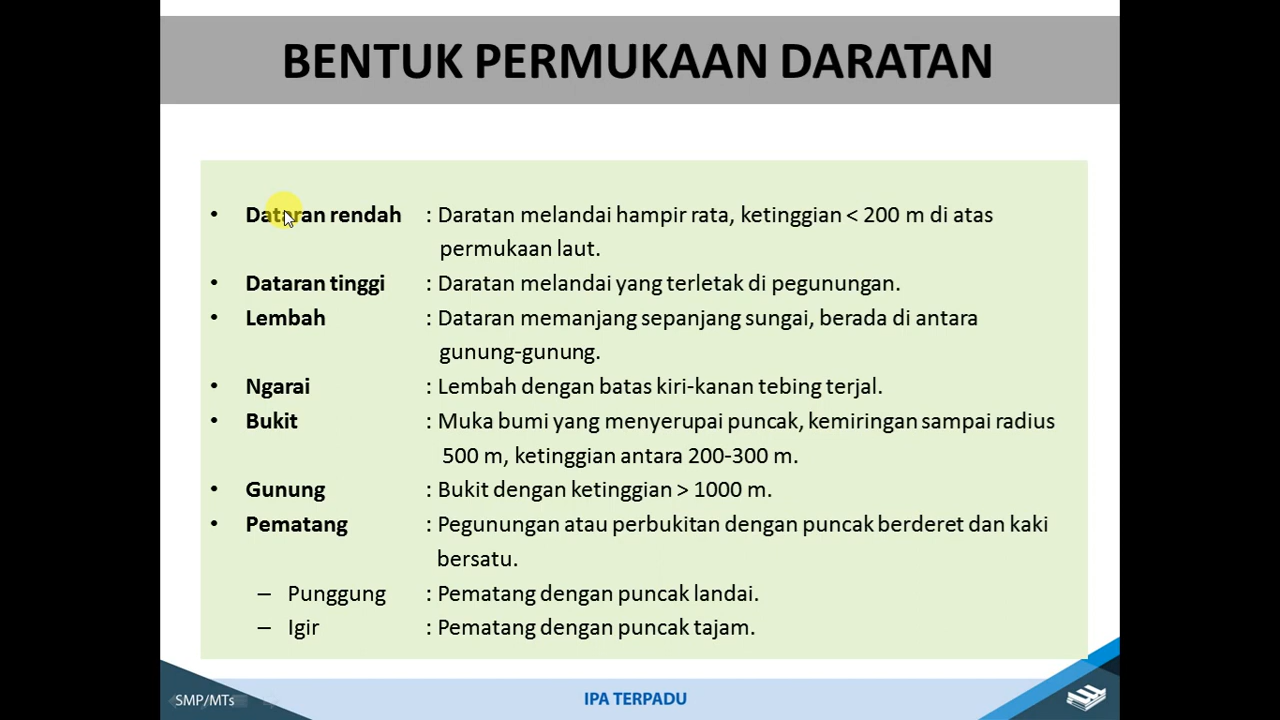 BENTUK PERMUKAAN DARATAN
• Dataran rendah : Daratan melandai hampir rata, ketinggian < 200 m di atas
permukaan laut.
• Dataran tinggi : Daratan melandai yang terletak di pegunungan.
• Lembah : Dataran memanjang sepanjang sungai, berada di antara
gunung-gunung.
• Ngarai : Lembah dengan batas kiri-kanan tebing terjal.
• Bukit : Muka bumi yang menyerupai puncak, kemiringan sampai radius
500 m, ketinggian antara 200-300 m.
• Gunung : Bukit dengan ketinggian > 1000 m.
• Pematang : Pegunungan atau perbukitan dengan puncak berderet dan kaki
bersatu.
– Punggung : Pematang dengan puncak landai.
– Igir : Pematang dengan puncak tajam.
SMP/MTs
IPA TERPADU